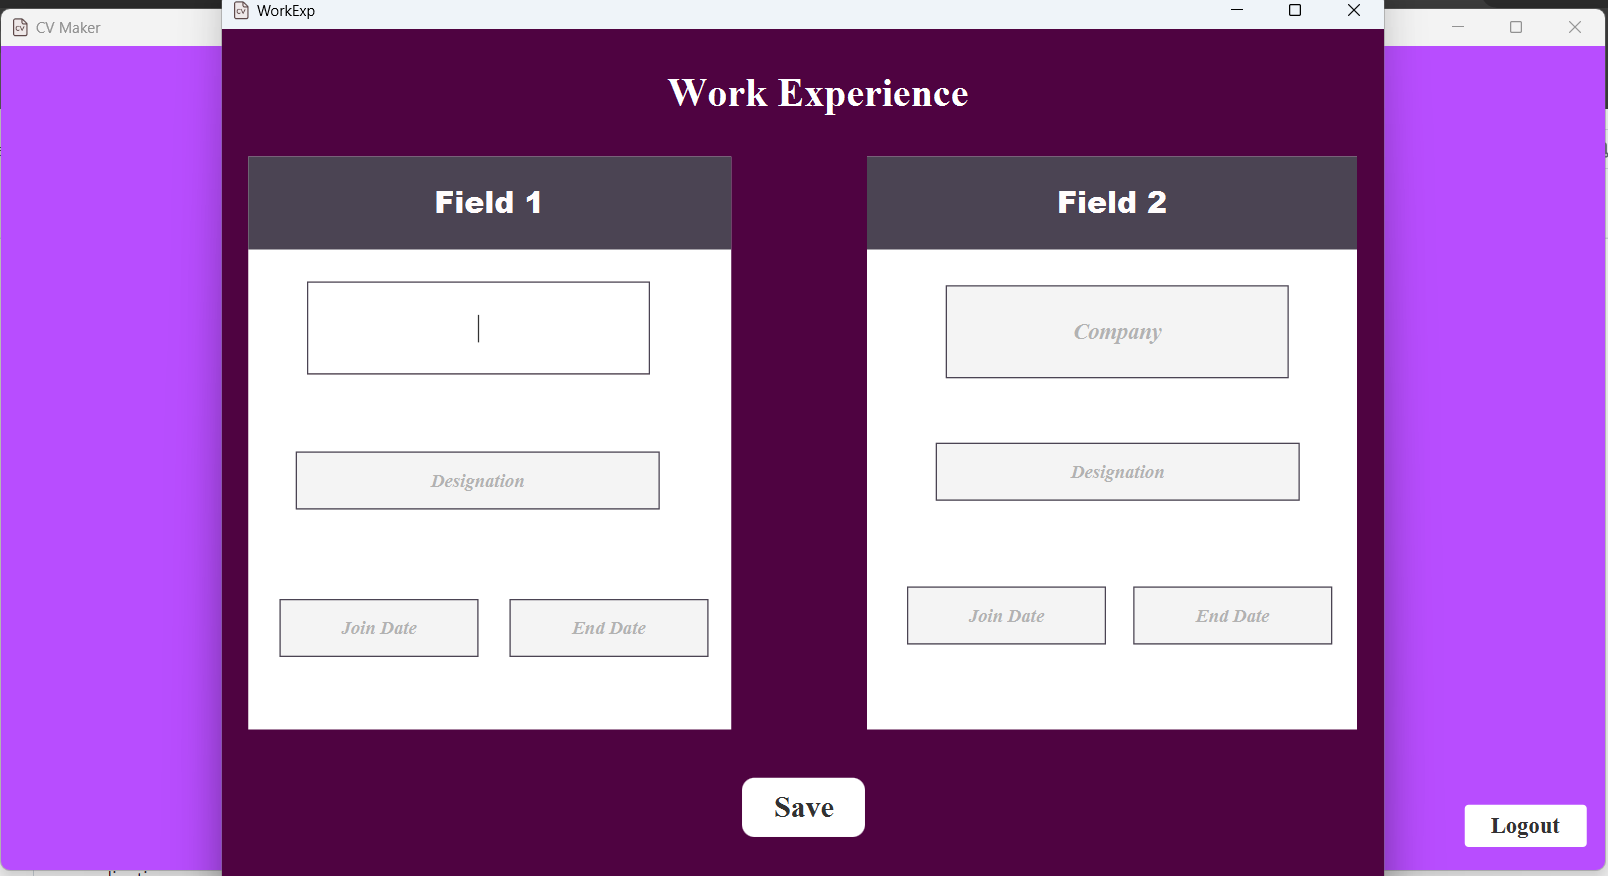 WorkExp
CV Maker
Work Experience
Field 1
Designation
Join Date
End Date
Field 2
Company
Designation
Join Date
End Date
Save
Logout